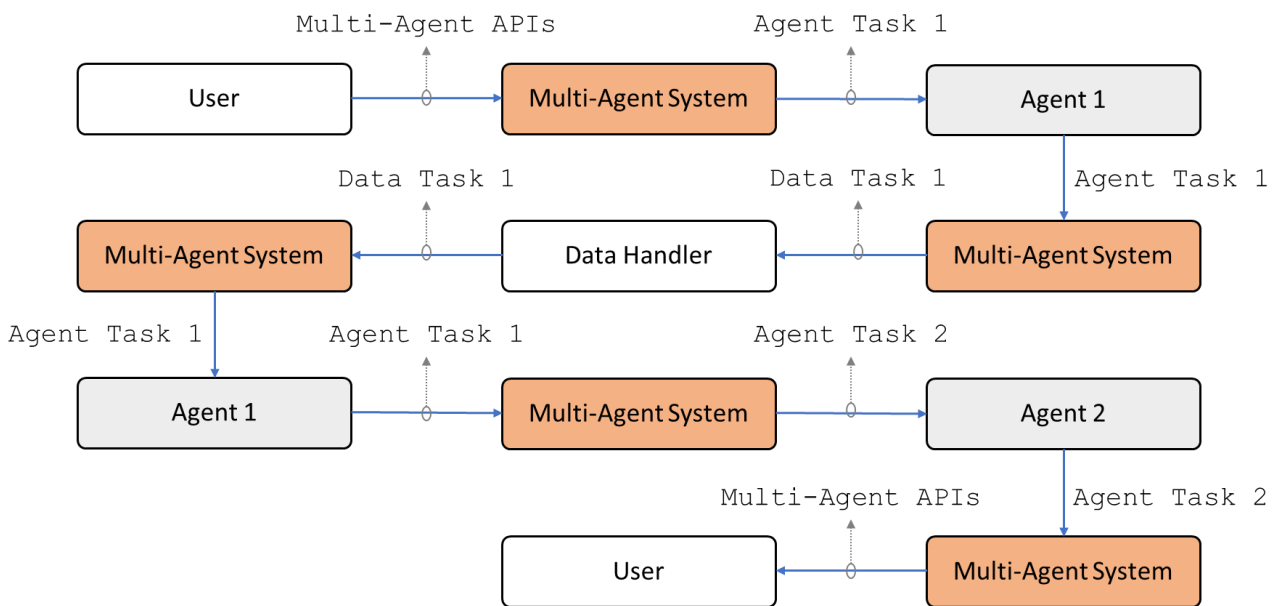 Multi-Agent APIs
Agent Task 1
User
Multi-Agent System
Agent 1
Data Task 1
Data Task 1
Agent Task 1
Multi-Agent System
Data Handler
Multi-Agent System
Agent Task 1
Agent Task 1
Agent Task 2
Agent 1
Multi-Agent System
Agent 2
Multi-Agent APIs
Agent Task 2
User
Multi-Agent System